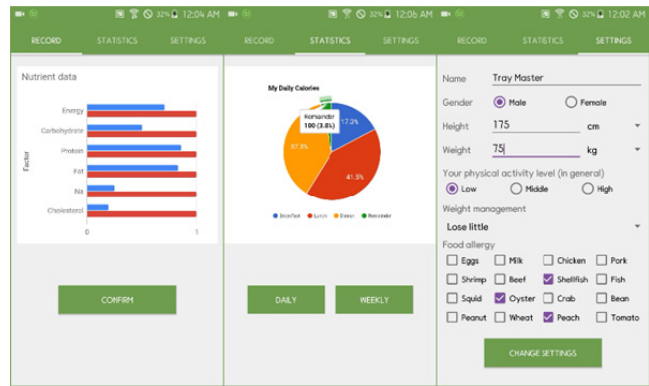 32% 12:04 AM
RECORD STATISTICS SETTINGS
Nutrient data
Factor
Energy
Carbohydrate
Protein
Fat
Na
Cholesterol
0 1
CONFIRM
32% 12:06 AM
RECORD STATISTICS SETTINGS
My Daily Calories
Remainder
100 (3.8%)
17.3%
37.5%
41.5%
Breakfast Lunch Dinner Remainder
DAILY WEEKLY
32% 12:02 AM
RECORD STATISTICS SETTINGS
Name Tray Master
Gender Male Female
Height 175 cm
Weight 75 kg
Your physical activity level (in general)
Low Middle High
Weight management
Lose little
Food allergy
Eggs Milk Chicken Pork
Shrimp Beef Shellfish Fish
Squid Oyster Crab Bean
Peanut Wheat Peach Tomato
CHANGE SETTINGS